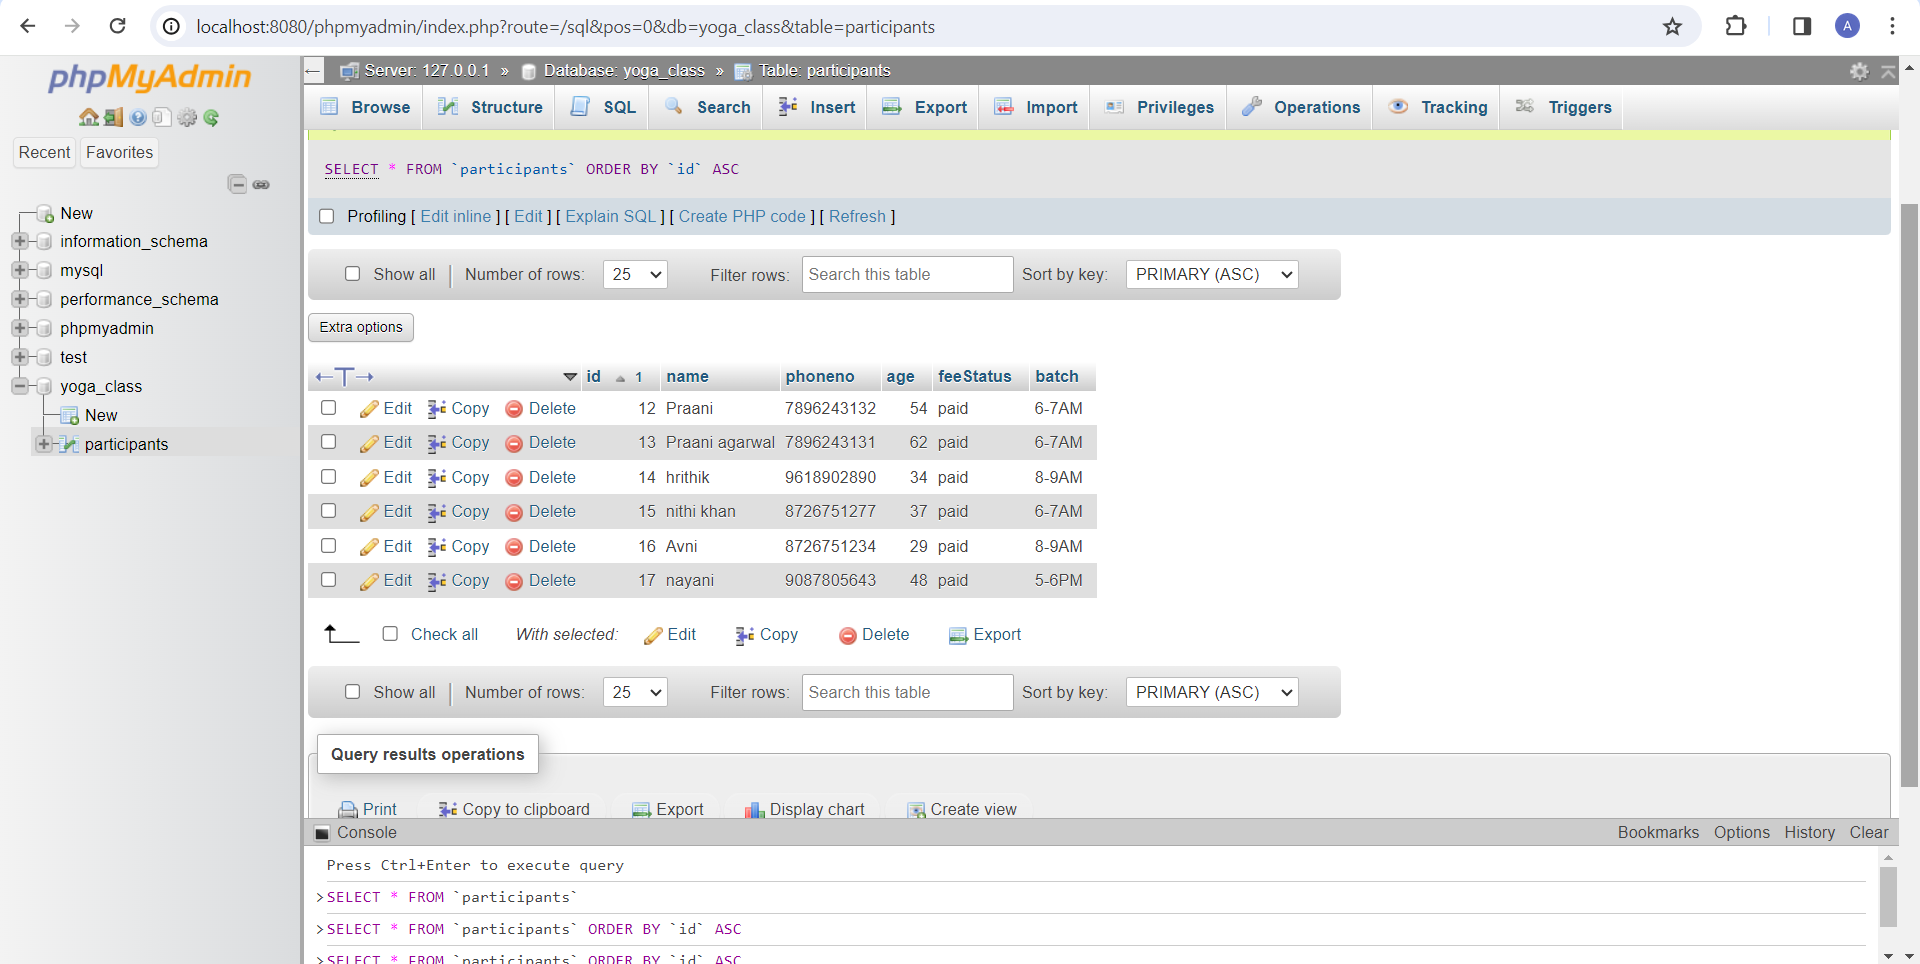 localhost:8080/phpmyadmin/index.php?route=/sql&pos=0&db=yoga_class&table=participants
A
phpMyAdmin
Recent Favorites
New
information_schema
mysql
performance_schema
phpmyadmin
test
yoga_class
New
participants
Server: 127.0.0.1 » Database: yoga_class » Table: participants
Browse Structure SQL Search Insert Export Import Privileges Operations Tracking Triggers
SELECT * FROM `participants` ORDER BY `id` ASC
Profiling [ Edit inline ] [ Edit ] [ Explain SQL ] [ Create PHP code ] [ Refresh ]
Show all Number of rows: 25 Filter rows: Search this table Sort by key: PRIMARY (ASC)
Extra options
id 1 name phoneno age feeStatus batch
Edit Copy Delete 12 Praani 7896243132 54 paid 6-7AM
Edit Copy Delete 13 Praani agarwal 7896243131 62 paid 6-7AM
Edit Copy Delete 14 hrithik 9618902890 34 paid 8-9AM
Edit Copy Delete 15 nithi khan 8726751277 37 paid 6-7AM
Edit Copy Delete 16 Avni 8726751234 29 paid 8-9AM
Edit Copy Delete 17 nayani 9087805643 48 paid 5-6PM
Check all With selected: Edit Copy Delete Export
Show all Number of rows: 25 Filter rows: Search this table Sort by key: PRIMARY (ASC)
Query results operations
Print Copy to clipboard Export Display chart Create view
Console Bookmarks Options History Clear
Press Ctrl+Enter to execute query
>SELECT * FROM `participants`
>SELECT * FROM `participants` ORDER BY `id` ASC
>SELECT * FROM `participants` ORDER BY `id` ASC